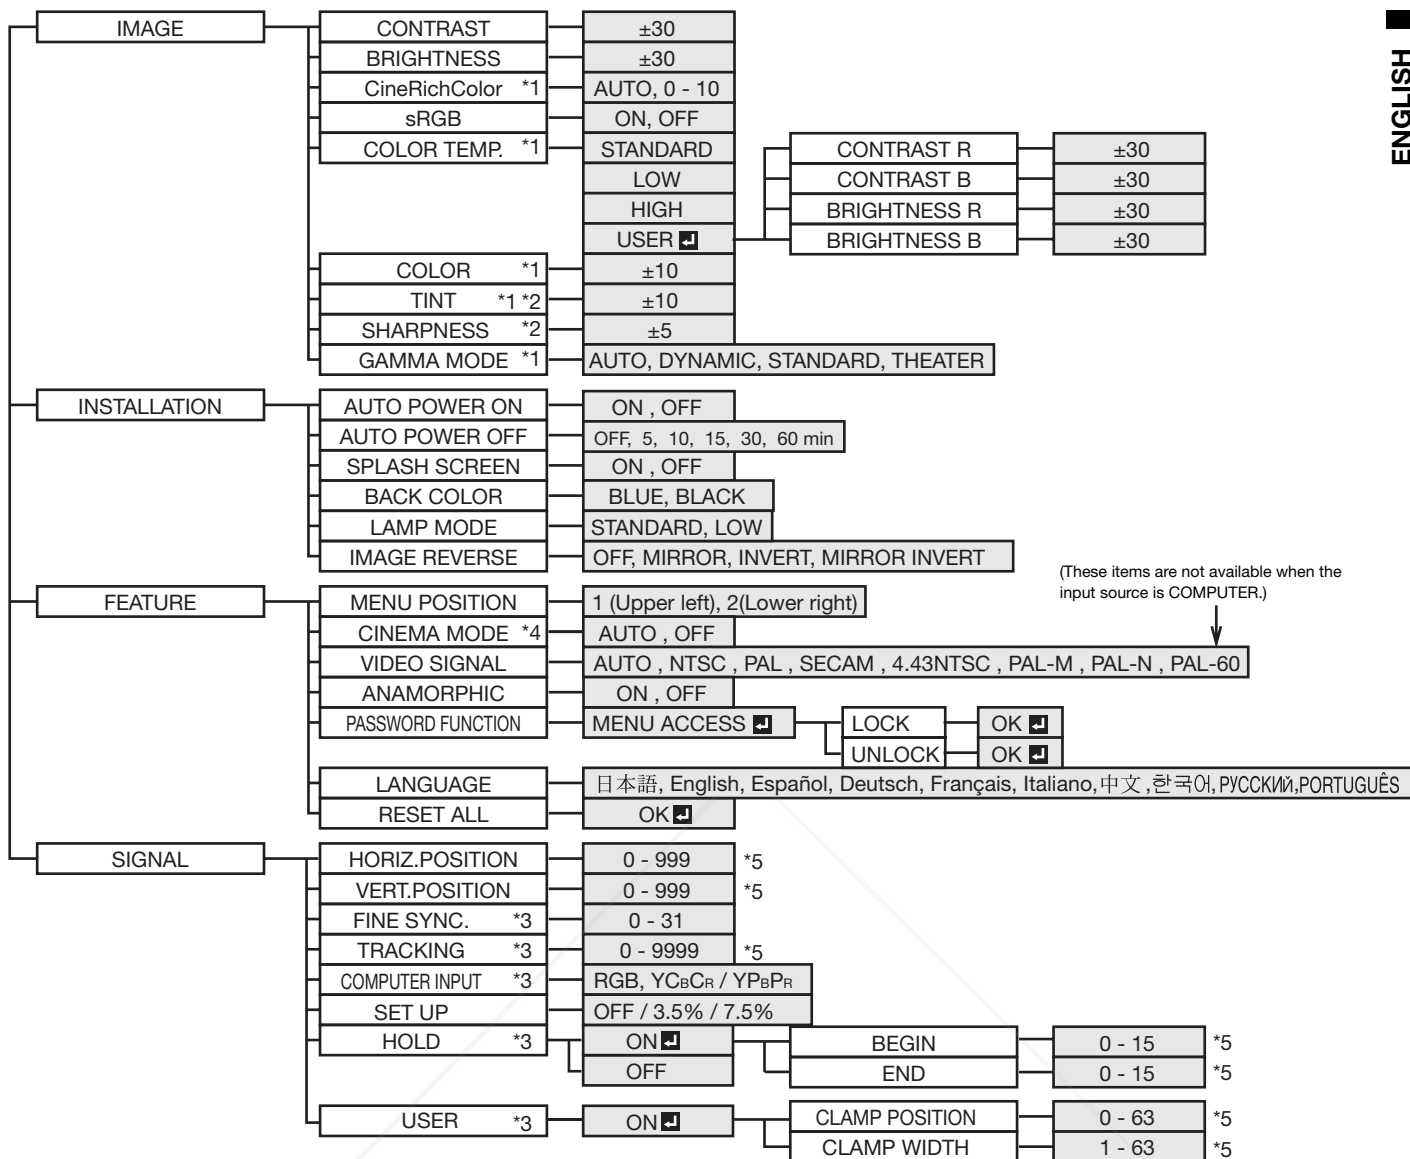 ENGLISH
IMAGE CONTRAST ±30
BRIGHTNESS ±30
CineRichColor *1 AUTO, 0 - 10
sRGB ON, OFF
COLOR TEMP. *1 STANDARD CONTRAST R ±30
LOW CONTRAST B ±30
HIGH BRIGHTNESS R ±30
USER BRIGHTNESS B ±30
COLOR *1 ±10
TINT *1 *2 ±10
SHARPNESS *2 ±5
GAMMA MODE *1 AUTO, DYNAMIC, STANDARD, THEATER
INSTALLATION AUTO POWER ON ON , OFF
AUTO POWER OFF OFF, 5, 10, 15, 30, 60 min
SPLASH SCREEN ON , OFF
BACK COLOR BLUE, BLACK
LAMP MODE STANDARD, LOW
IMAGE REVERSE OFF, MIRROR, INVERT, MIRROR INVERT
(These items are not available when the
input source is COMPUTER.)
FEATURE MENU POSITION 1 (Upper left), 2(Lower right)
CINEMA MODE *4 AUTO , OFF
VIDEO SIGNAL AUTO , NTSC , PAL , SECAM , 4.43NTSC , PAL-M , PAL-N , PAL-60
ANAMORPHIC ON , OFF
PASSWORD FUNCTION MENU ACCESS LOCK OK
UNLOCK OK
LANGUAGE 日本語, English, Español, Deutsch, Français, Italiano, 中文 ,한국어, РУССКИЙ,PORTUGUÊS
RESET ALL OK
SIGNAL HORIZ.POSITION 0 - 999 *5
VERT.POSITION 0 - 999 *5
FINE SYNC. *3 0 - 31
TRACKING *3 0 - 9999 *5
COMPUTER INPUT *3 RGB, YCBCR / YPBPR
SET UP OFF / 3.5% / 7.5%
HOLD *3 ON BEGIN 0 - 15 *5
OFF END 0 - 15 *5
USER *3 ON CLAMP POSITION 0 - 63 *5
CLAMP WIDTH 1 - 63 *5